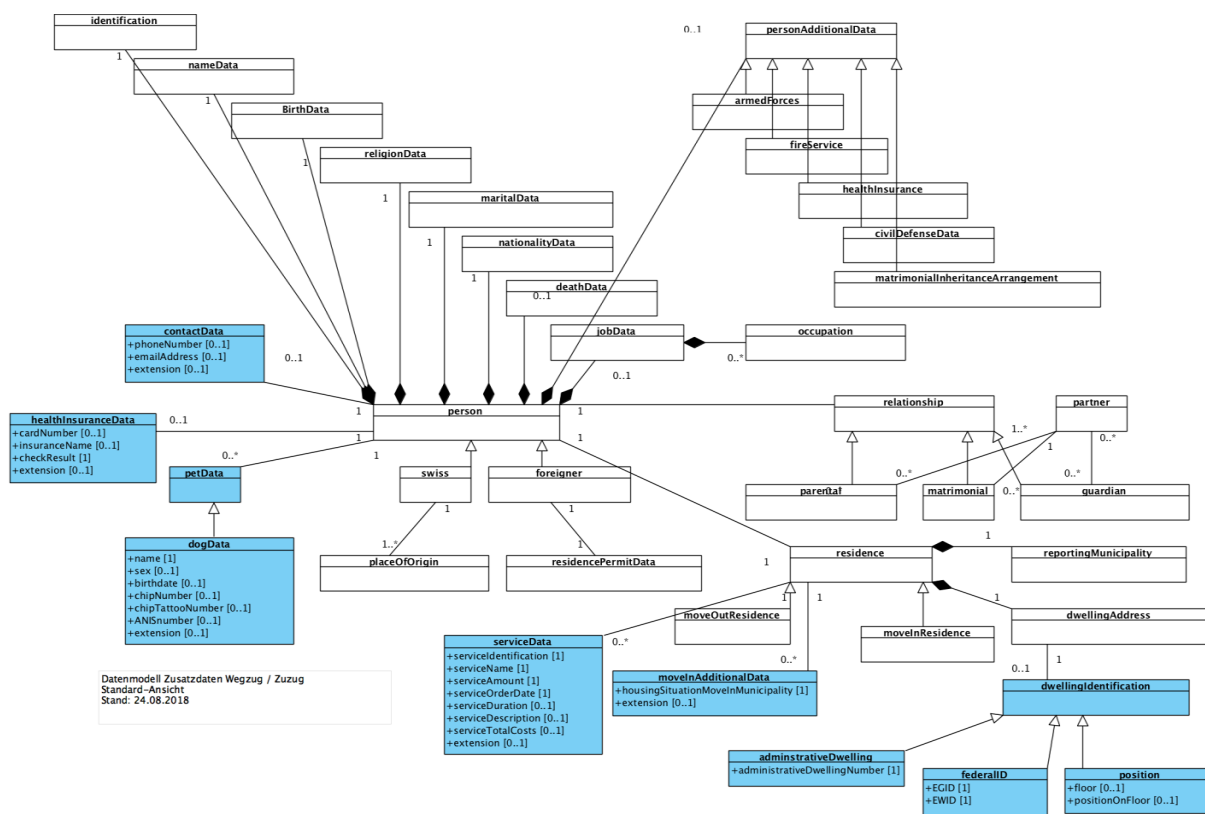 identification
1
nameData
1
BirthData
1
religionData
1
maritalData
1
nationalityData
1
deathData
0..1
0..1
personAdditionalData
armedForces
fireService
healthInsurance
civilDefenseData
matrimonialInheritanceArrangement
contactData
+phoneNumber [0..1]
+emailAddress [0..1]
+extension [0..1]
0..1
1
jobData
0..1
occupation
0..*
healthInsuranceData
+cardNumber [0..1]
+insuranceName [0..1]
+checkResult [1]
+extension [0..1]
0..1
1
person
1
1
relationship
partner
1..*
0..*
1
petData
0..*
1
swiss
1
foreigner
1
parental
0..*
matrimonial
0..*
guardian
dogData
+name [1]
+sex [0..1]
+birthdate [0..1]
+chipNumber [0..1]
+chipTattooNumber [0..1]
+ANISnumber [0..1]
+extension [0..1]
1..*
placeOfOrigin
1
residencePermitData
1
residence
1
reportingMunicipality
1
dwellingAddress
1
0..1
moveOutResidence
1
moveInResidence
serviceData
+serviceIdentification [1]
+serviceName [1]
+serviceAmount [1]
+serviceOrderDate [1]
+serviceDuration [0..1]
+serviceDescription [0..1]
+serviceTotalCosts [0..1]
+extension [0..1]
0..*
1
moveInAdditionalData
+housingSituationMoveInMunicipality [1]
+extension [0..1]
0..*
dwellingIdentification
Datenmodell Zusatzdaten Wegzug / Zuzug
Standard-Ansicht
Stand: 24.08.2018
adminstrativeDwelling
+administrativeDwellingNumber [1]
federalID
+EGID [1]
+EWID [1]
position
+floor [0..1]
+positionOnFloor [0..1]